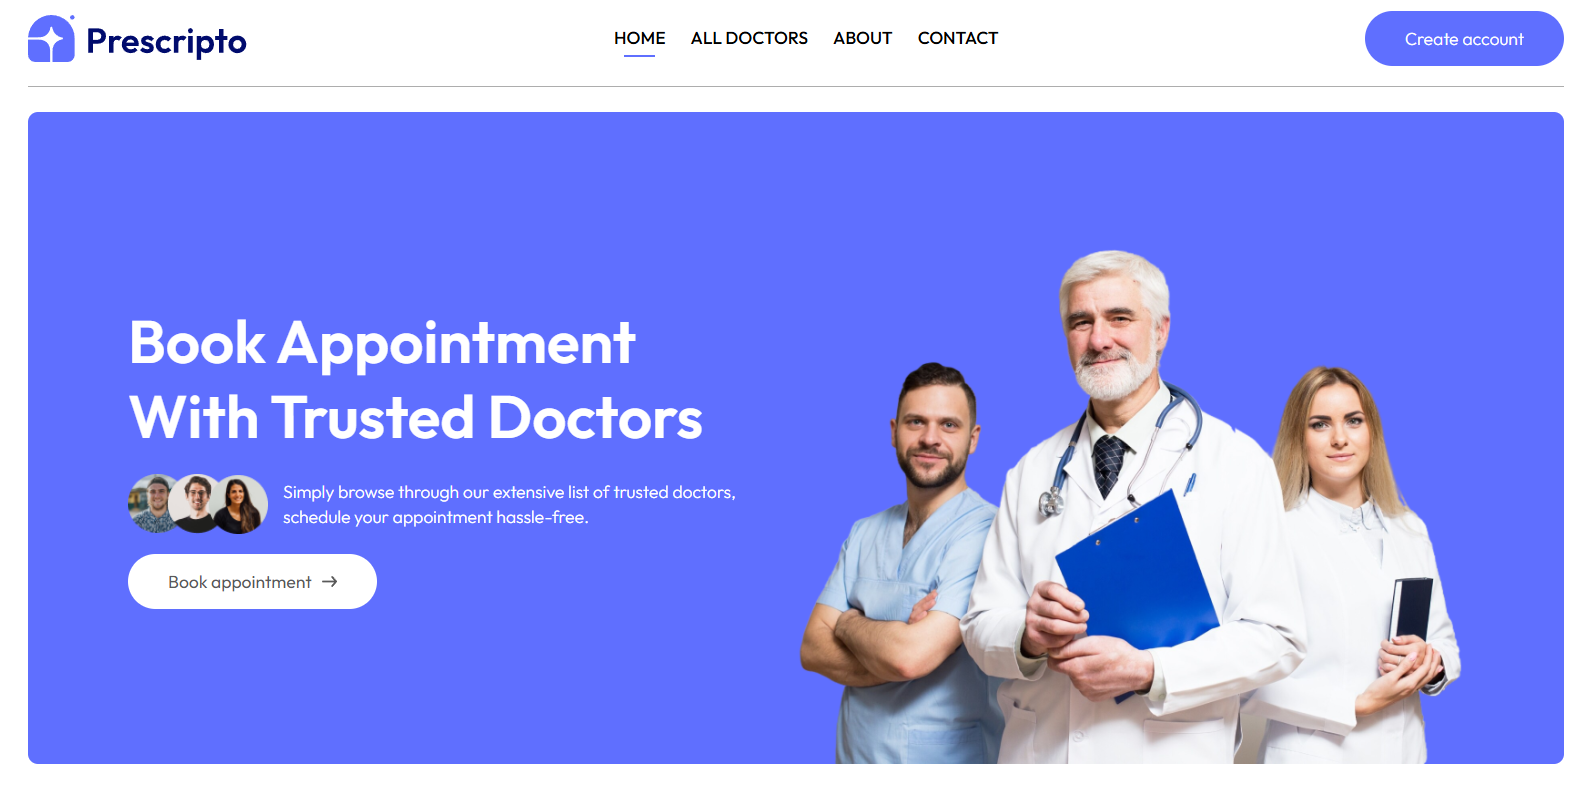 Prescripto
HOME
ALL DOCTORS
ABOUT
CONTACT
Create account
Book Appointment
With Trusted Doctors
Simply browse through our extensive list of trusted doctors,
schedule your appointment hassle-free.
Book appointment →